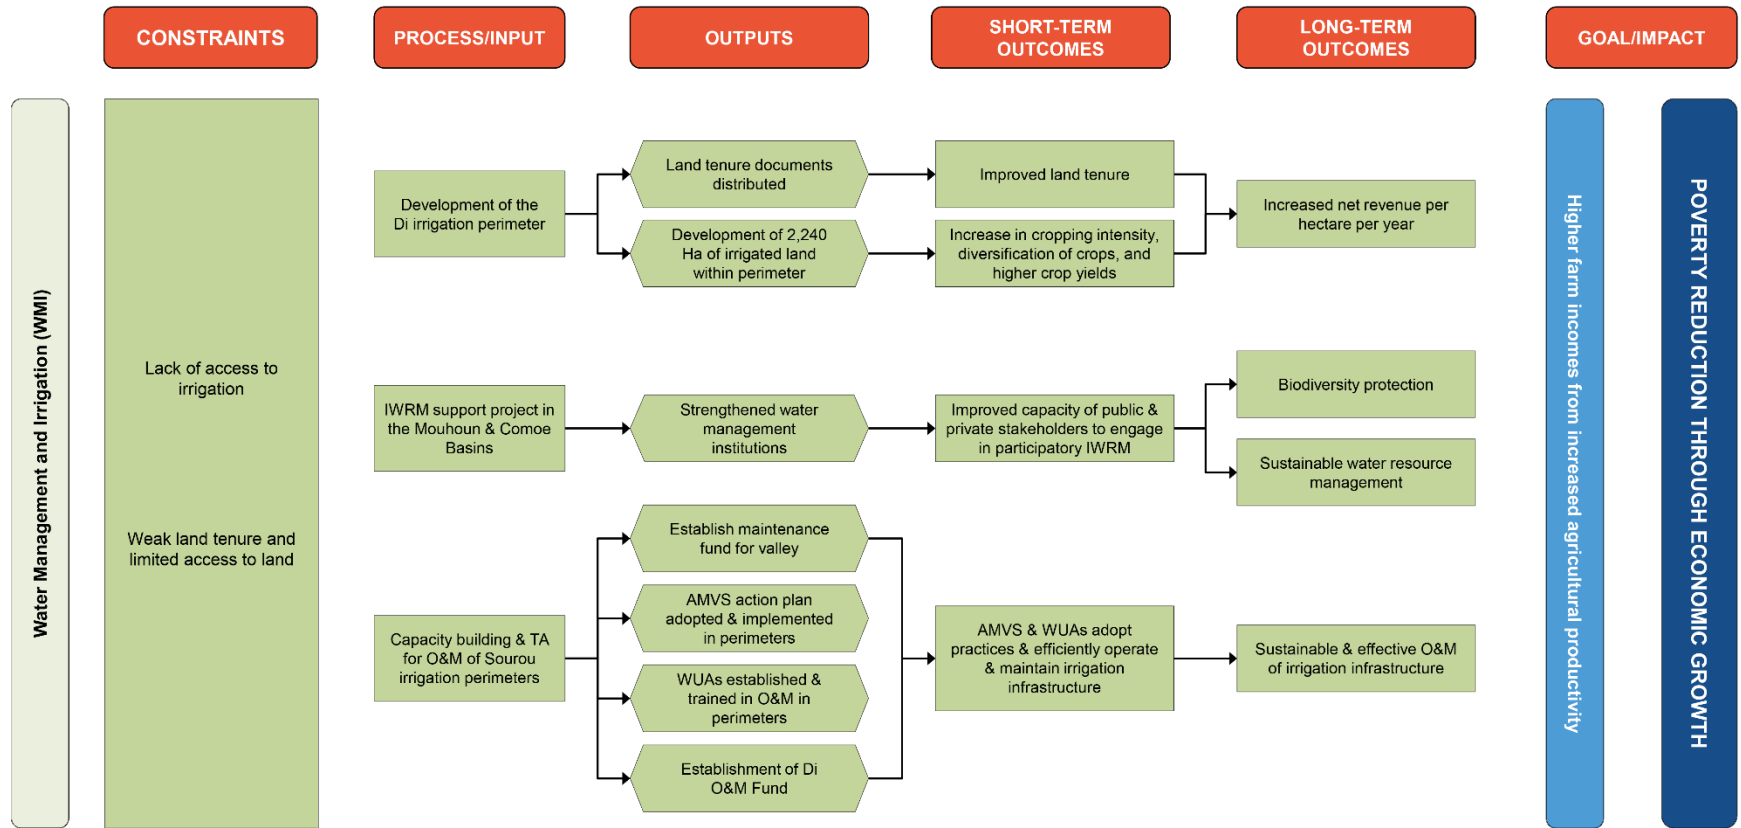 CONSTRAINTS
PROCESS/INPUT
OUTPUTS
SHORT-TERM
OUTCOMES
LONG-TERM
OUTCOMES
GOAL/IMPACT
Water Management and Irrigation (WMI)
Lack of access to
irrigation
Weak land tenure and
limited access to land
Development of the
Di irrigation perimeter
Land tenure documents
distributed
Improved land tenure
Development of 2,240
Ha of irrigated land
within perimeter
Increase in cropping intensity,
diversification of crops, and
higher crop yields
Increased net revenue per
hectare per year
IWRM support project in
the Mouhoun & Comoe
Basins
Strengthened water
management
institutions
Improved capacity of public &
private stakeholders to engage
in participatory IWRM
Biodiversity protection
Sustainable water resource
management
Capacity building & TA
for O&M of Sourou
irrigation perimeters
Establish maintenance
fund for valley
AMVS action plan
adopted & implemented
in perimeters
WUAs established &
trained in O&M in
perimeters
Establishment of Di
O&M Fund
AMVS & WUAs adopt
practices & efficiently operate
& maintain irrigation
infrastructure
Sustainable & effective O&M
of irrigation infrastructure
Higher farm incomes from increased agricultural productivity
POVERTY REDUCTION THROUGH ECONOMIC GROWTH